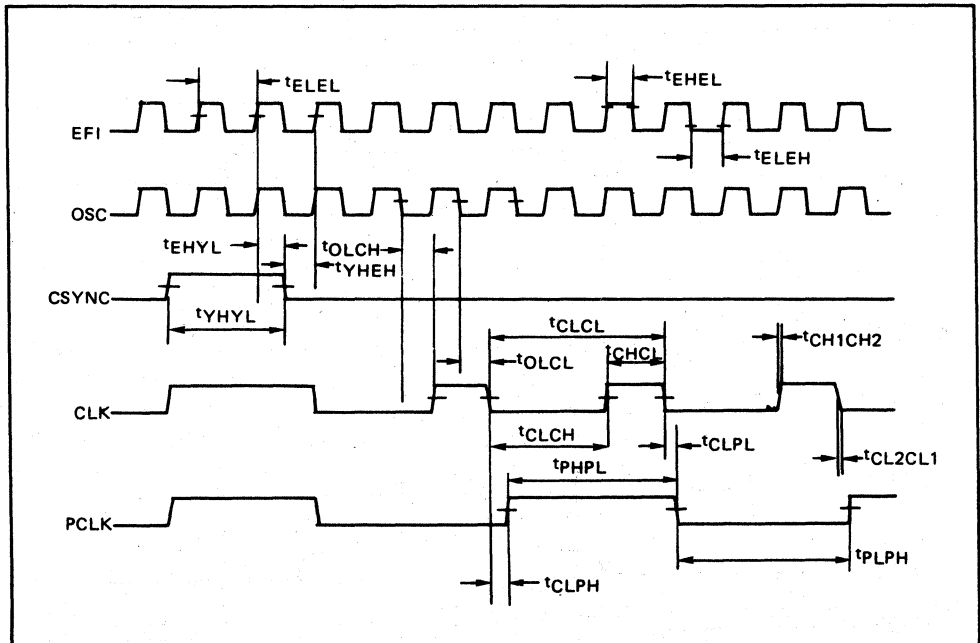 tELEL
tEHEL
EFI
tELEH
OSC
tEHYL
tOLCH
tYHEH
CSYNC
tYHYL
tCLCL
tCH1CH2
tOLCL
tCHCL
CLK
tCLCH
tCLPL
tCL2CL1
tPHPL
PCLK
tPLPH
tCLPH